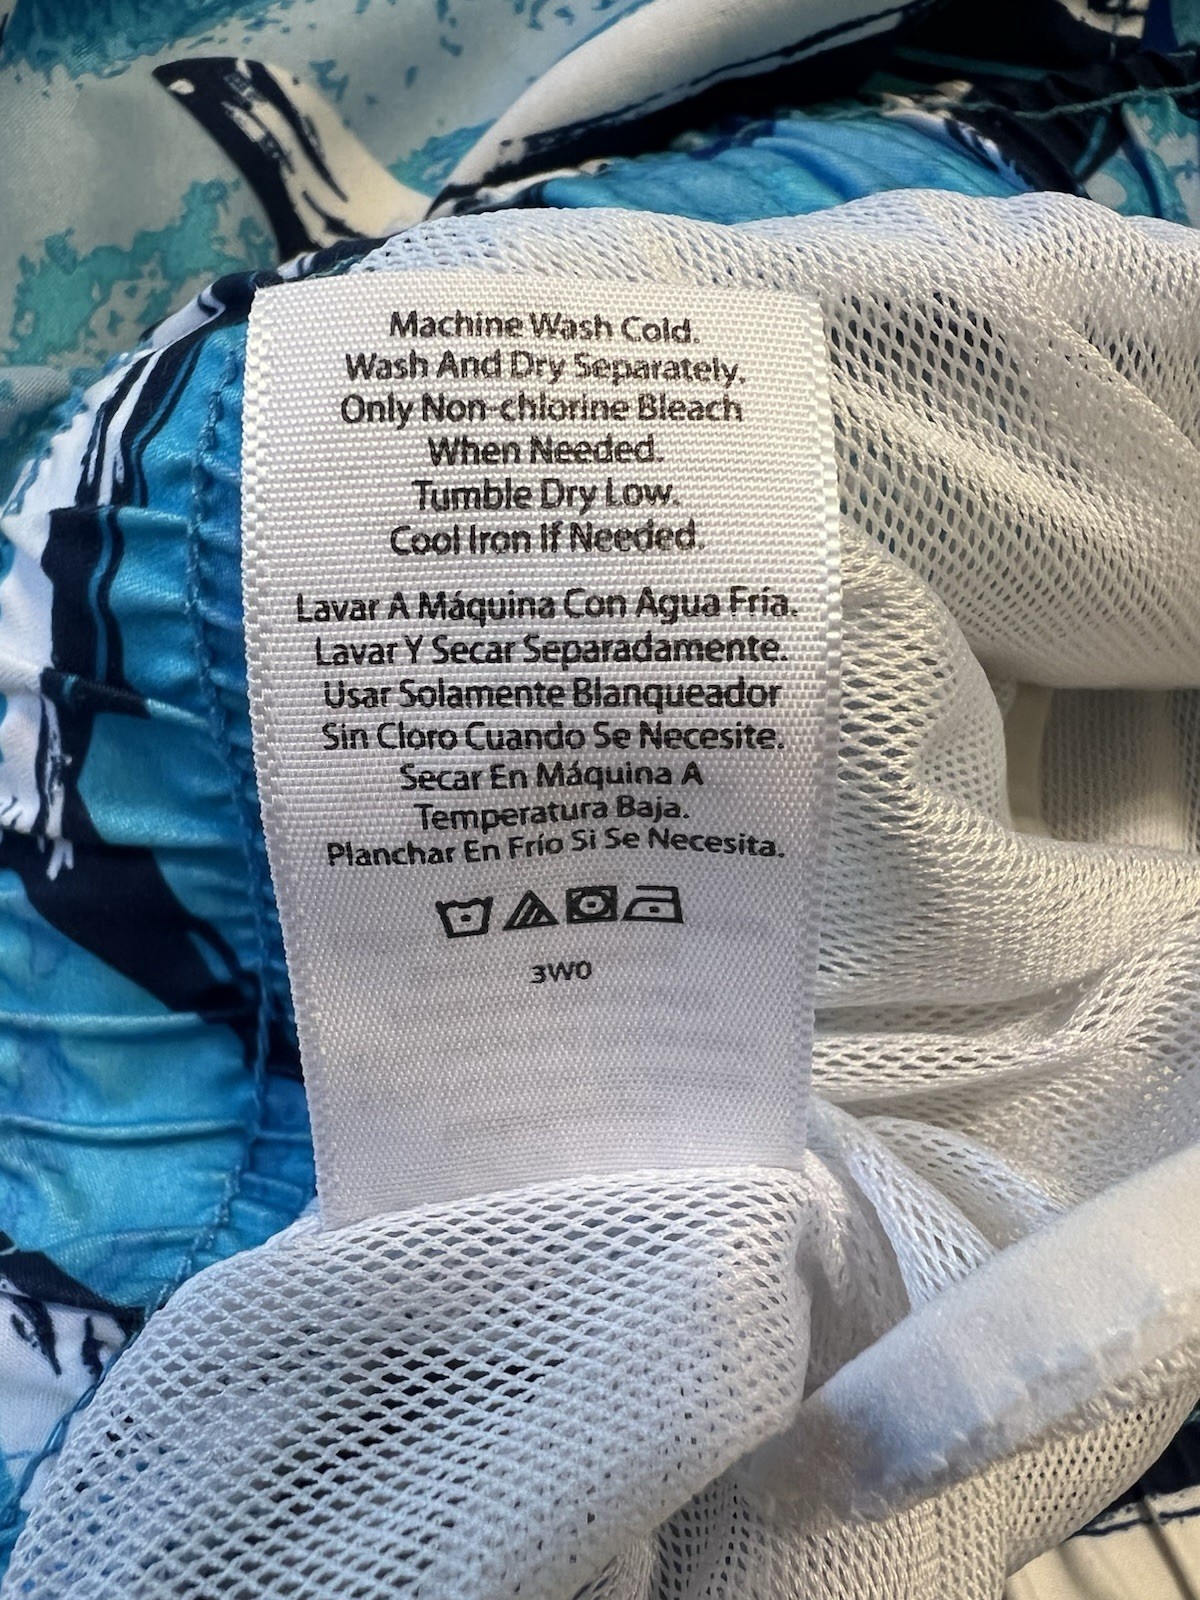 Machine Wash Cold.
Wash And Dry Separately.
Only Non-chlorine Bleach
When Needed.
Tumble Dry Low.
Cool Iron If Needed.
Lavar A Máquina Con Agua Fría.
Lavar Y Secar Separadamente.
Usar Solamente Blanqueador
Sin Cloro Cuando Se Necesite.
Secar En Máquina A
Temperatura Baja.
Planchar En Frío Si Se Necesita.
3W0